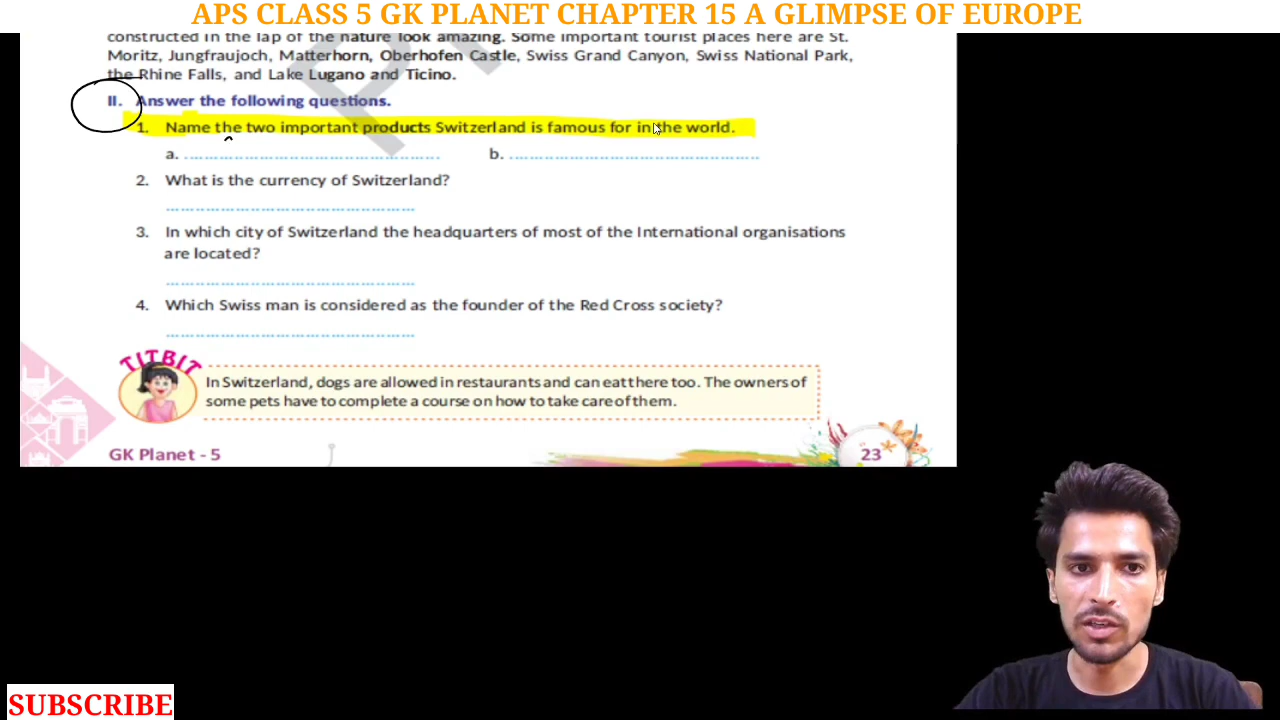 APS CLASS 5 GK PLANET CHAPTER 15 A GLIMPSE OF EUROPE
constructed in the lap of the nature look amazing. Some important tourist places here are St.
Moritz, Jungfraujoch, Matterhorn, Oberhofen Castle, Swiss Grand Canyon, Swiss National Park,
the Rhine Falls, and Lake Lugano and Ticino.
II. Answer the following questions.
1. Name the two important products Switzerland is famous for in the world.
a. ........................ b. ........................
2. What is the currency of Switzerland?
........................
3. In which city of Switzerland the headquarters of most of the International organisations
are located?
........................
4. Which Swiss man is considered as the founder of the Red Cross society?
........................
TITBIT
In Switzerland, dogs are allowed in restaurants and can eat there too. The owners of
some pets have to complete a course on how to take care of them.
GK Planet - 5 23
SUBSCRIBE